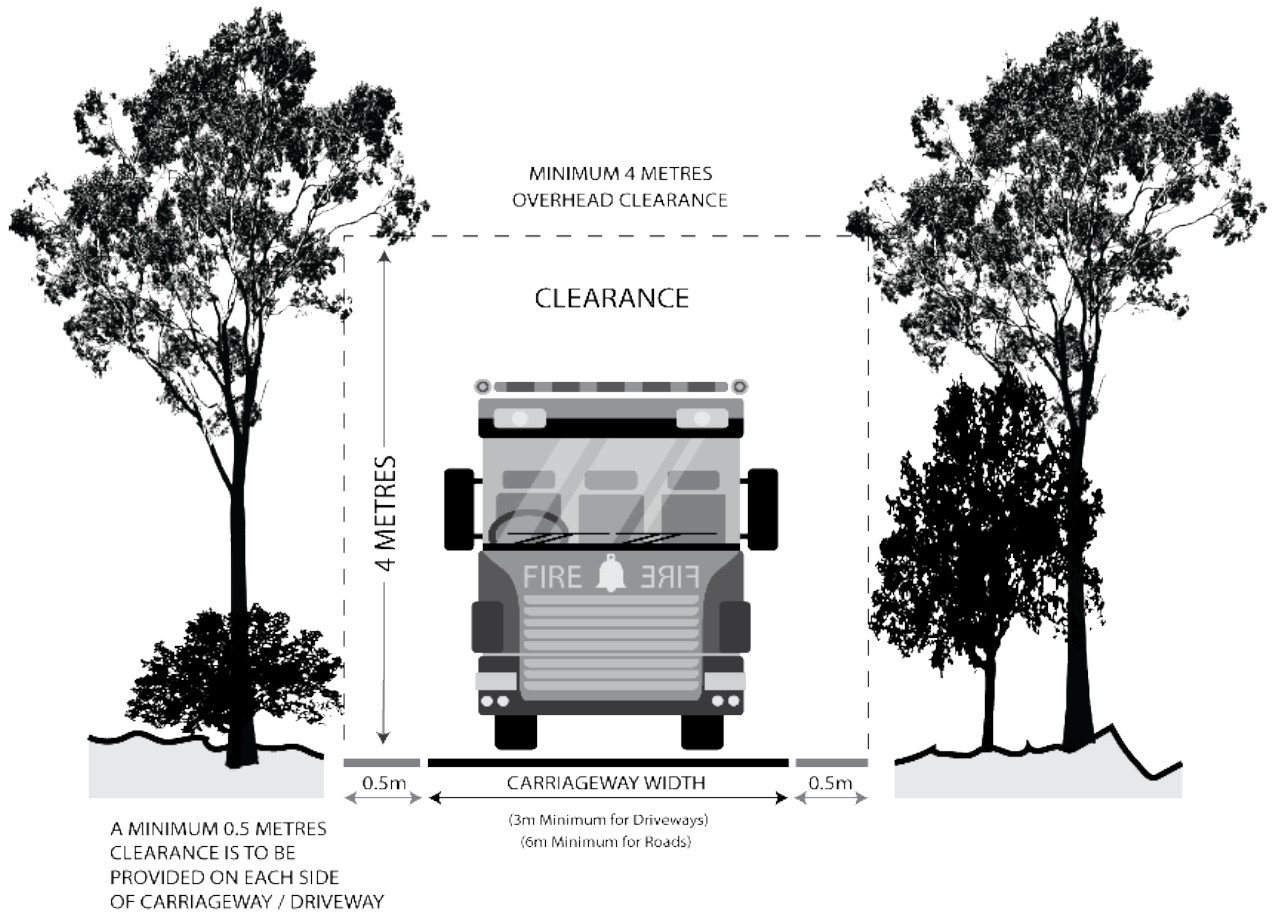 MINIMUM 4 METRES
OVERHEAD CLEARANCE
CLEARANCE
4 METRES
FIRE FIRE
0.5m
CARRIAGEWAY WIDTH
0.5m
(3m Minimum for Driveways)
(6m Minimum for Roads)
A MINIMUM 0.5 METRES
CLEARANCE IS TO BE
PROVIDED ON EACH SIDE
OF CARRIAGEWAY / DRIVEWAY